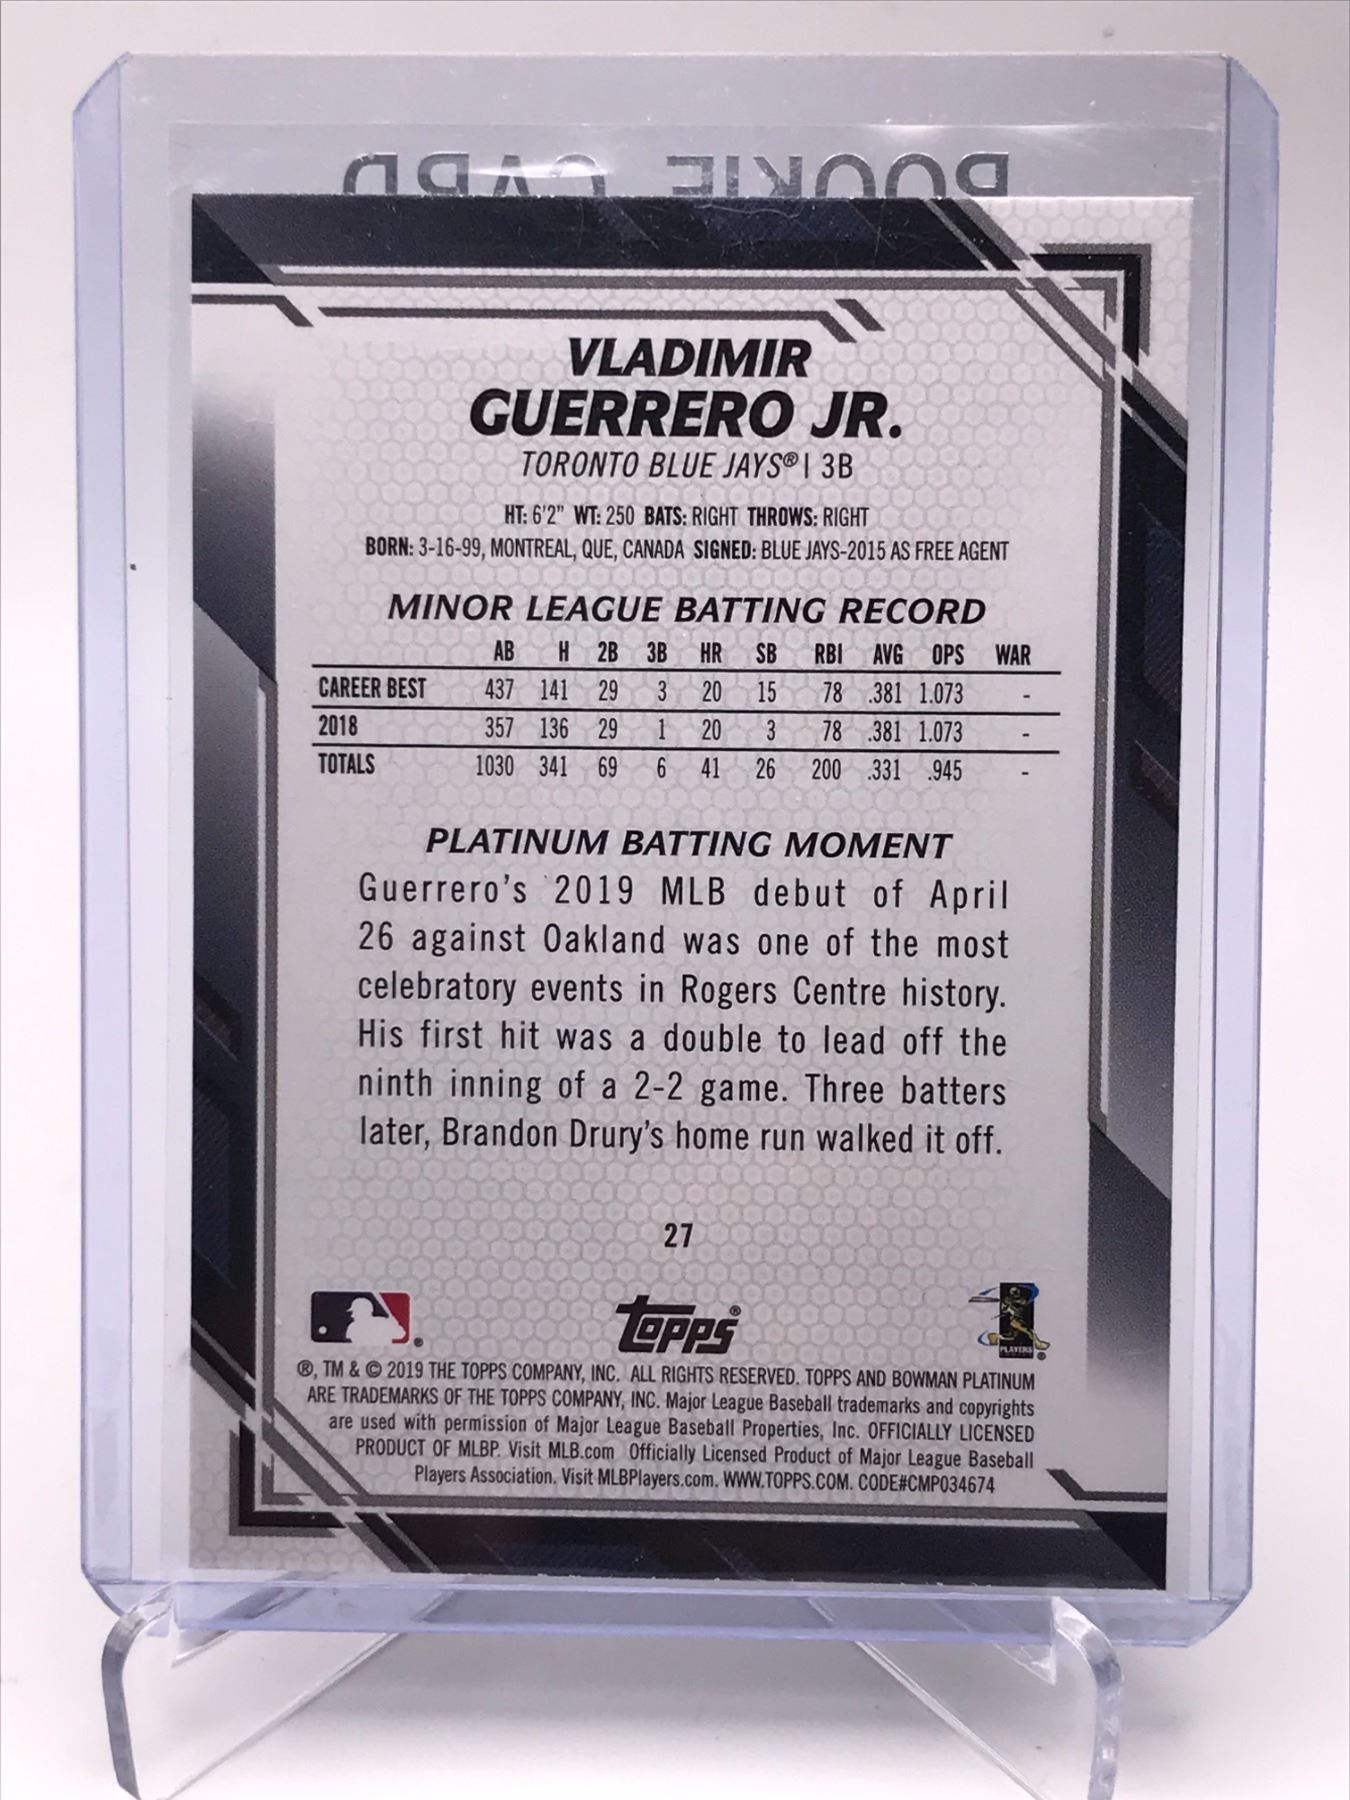 ROOKIE CARD
VLADIMIR
GUERRERO JR.
TORONTO BLUE JAYS® | 3B
HT: 6'2" WT: 250 BATS: RIGHT THROWS: RIGHT
BORN: 3-16-99, MONTREAL, QUE, CANADA SIGNED: BLUE JAYS-2015 AS FREE AGENT
MINOR LEAGUE BATTING RECORD
AB H 2B 3B HR SB RBI AVG OPS WAR
CAREER BEST 437 141 29 3 20 15 78 .381 1.073 -
2018 357 136 29 1 20 3 78 .381 1.073 -
TOTALS 1030 341 69 6 41 26 200 .331 .945 -
PLATINUM BATTING MOMENT
Guerrero's 2019 MLB debut of April
26 against Oakland was one of the most
celebratory events in Rogers Centre history.
His first hit was a double to lead off the
ninth inning of a 2-2 game. Three batters
later, Brandon Drury's home run walked it off.
27
®
topps®
PLAYERS
®
®, TM & © 2019 THE TOPPS COMPANY, INC. ALL RIGHTS RESERVED. TOPPS AND BOWMAN PLATINUM
ARE TRADEMARKS OF THE TOPPS COMPANY, INC. Major League Baseball trademarks and copyrights
are used with permission of Major League Baseball Properties, Inc. OFFICIALLY LICENSED
PRODUCT OF MLBP. Visit MLB.com Officially Licensed Product of Major League Baseball
Players Association. Visit MLBPlayers.com. WWW.TOPPS.COM. CODE#CMP034674